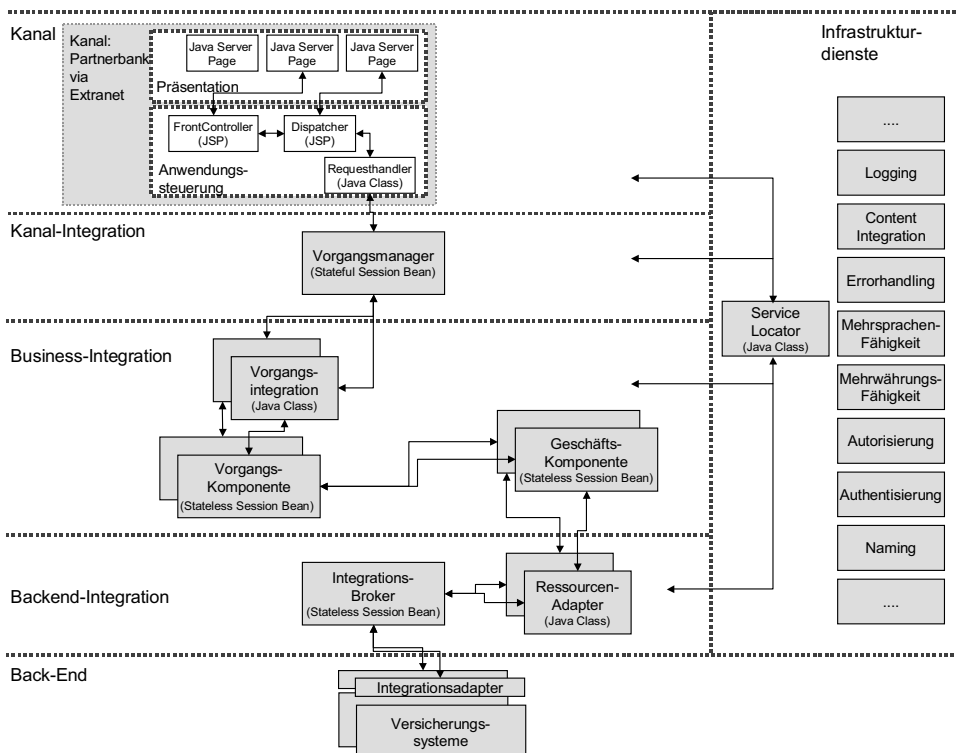 Kanal
Kanal:
Partnerbank
via
Extranet
Java Server
Page
Java Server
Page
Java Server
Page
Präsentation
FrontController
(JSP)
Dispatcher
(JSP)
Anwendungs-
steuerung
Requesthandler
(Java Class)
Kanal-Integration
Vorgangsmanager
(Stateful Session Bean)
Business-Integration
Vorgangs-
integration
(Java Class)
Vorgangs-
Komponente
(Stateless Session Bean)
Geschäfts-
Komponente
(Stateless Session Bean)
Backend-Integration
Integrations-
Broker
(Stateless Session Bean)
Ressourcen-
Adapter
(Java Class)
Back-End
Integrationsadapter
Versicherungs-
systeme
Service
Locator
(Java Class)
Infrastruktur-
dienste
....
Logging
Content
Integration
Errorhandling
Mehrsprachen-
Fähigkeit
Mehrwährungs-
Fähigkeit
Autorisierung
Authentisierung
Naming
....